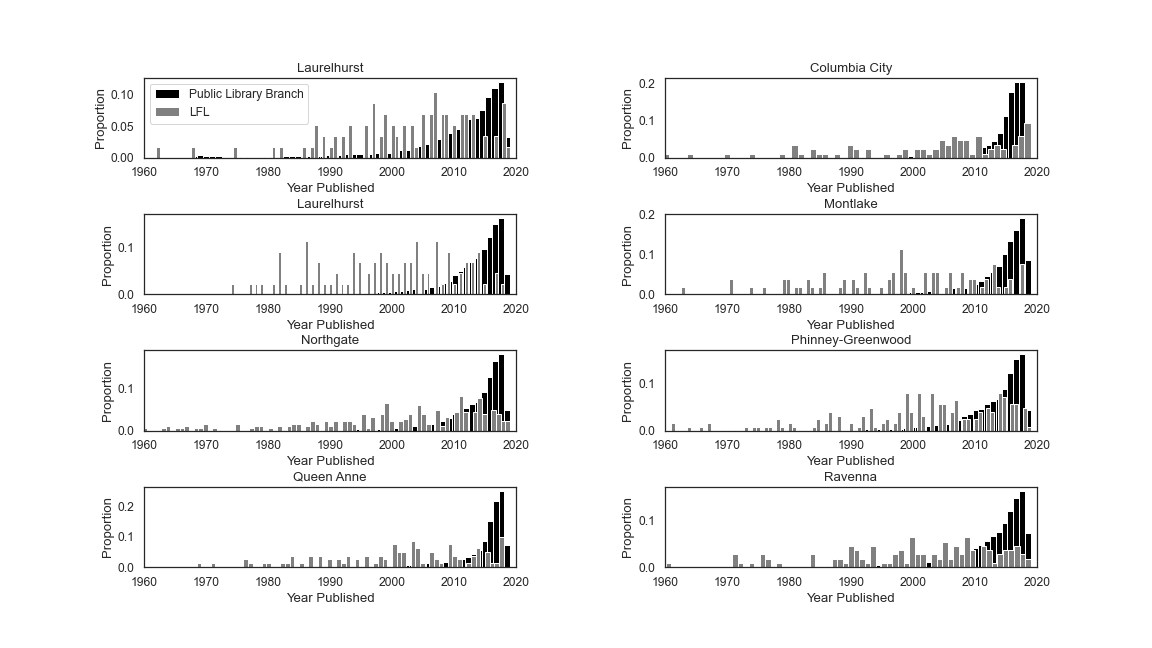 Laurelhurst
Proportion
0.10
0.05
0.00
Public Library Branch
LFL
1960 1970 1980 1990 2000 2010 2020
Year Published
Columbia City
Proportion
0.2
0.1
0.0
1960 1970 1980 1990 2000 2010 2020
Year Published
Laurelhurst
Proportion
0.1
0.0
1960 1970 1980 1990 2000 2010 2020
Year Published
Montlake
Proportion
0.2
0.1
0.0
1960 1970 1980 1990 2000 2010 2020
Year Published
Northgate
Proportion
0.1
0.0
1960 1970 1980 1990 2000 2010 2020
Year Published
Phinney-Greenwood
Proportion
0.1
0.0
1960 1970 1980 1990 2000 2010 2020
Year Published
Queen Anne
Proportion
0.2
0.1
0.0
1960 1970 1980 1990 2000 2010 2020
Year Published
Ravenna
Proportion
0.1
0.0
1960 1970 1980 1990 2000 2010 2020
Year Published